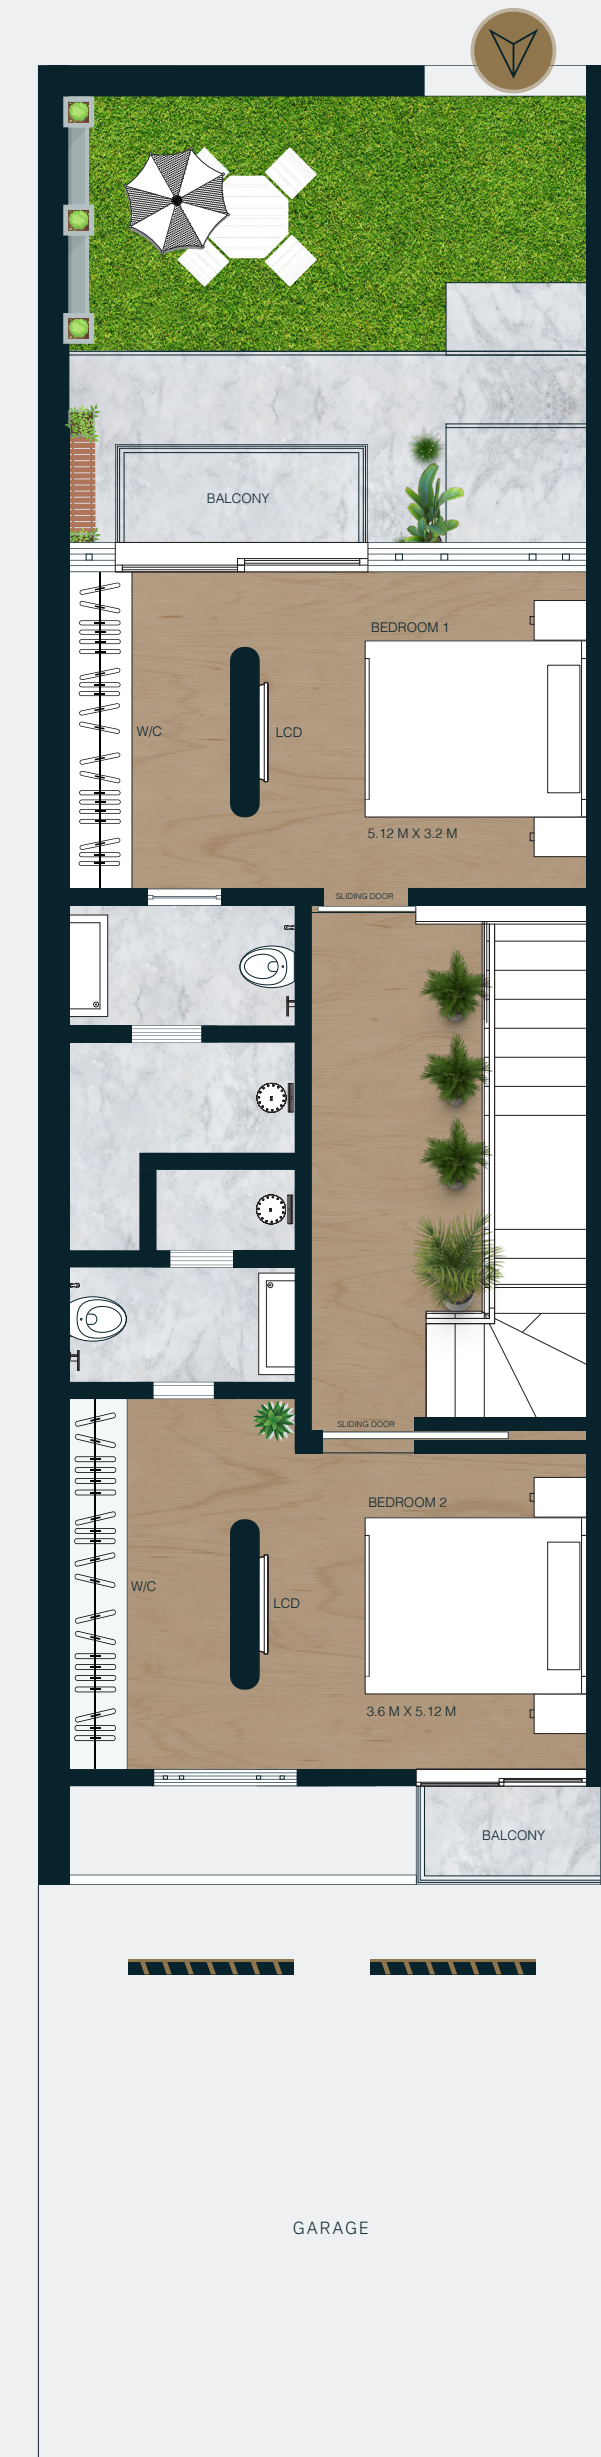 BALCONY
BEDROOM 1
W/C
LCD
5.12 M X 3.2 M
SLIDING DOOR
SLIDING DOOR
BEDROOM 2
W/C
LCD
3.6 M X 5.12 M
BALCONY
GARAGE